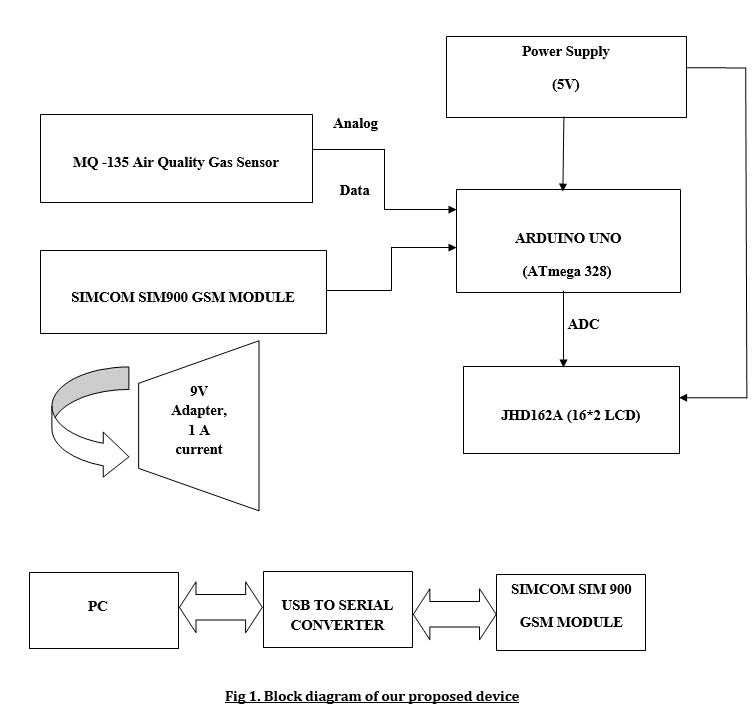 Power Supply
(5V)
Analog
MQ -135 Air Quality Gas Sensor
Data
ARDUINO UNO
(ATmega 328)
SIMCOM SIM900 GSM MODULE
ADC
9V
Adapter,
1 A
current
JHD162A (16*2 LCD)
PC
USB TO SERIAL
CONVERTER
SIMCOM SIM 900
GSM MODULE
Fig 1. Block diagram of our proposed device